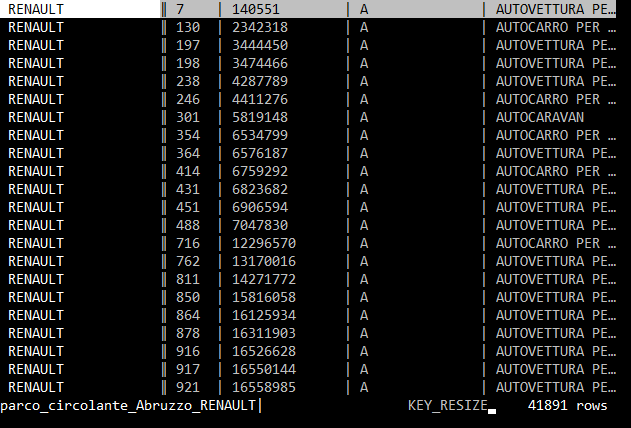 RENAULT ‖ 7 | 140551 | A | AUTOVETTURA PE…
RENAULT ‖ 130 | 2342318 | A | AUTOCARRO PER …
RENAULT ‖ 197 | 3444450 | A | AUTOVETTURA PE…
RENAULT ‖ 198 | 3474466 | A | AUTOVETTURA PE…
RENAULT ‖ 238 | 4287789 | A | AUTOVETTURA PE…
RENAULT ‖ 246 | 4411276 | A | AUTOCARRO PER …
RENAULT ‖ 301 | 5819148 | A | AUTOCARAVAN
RENAULT ‖ 354 | 6534799 | A | AUTOCARRO PER …
RENAULT ‖ 364 | 6576187 | A | AUTOVETTURA PE…
RENAULT ‖ 414 | 6759292 | A | AUTOCARRO PER …
RENAULT ‖ 431 | 6823682 | A | AUTOVETTURA PE…
RENAULT ‖ 451 | 6906594 | A | AUTOVETTURA PE…
RENAULT ‖ 488 | 7047830 | A | AUTOVETTURA PE…
RENAULT ‖ 716 | 12296570 | A | AUTOCARRO PER …
RENAULT ‖ 762 | 13170016 | A | AUTOVETTURA PE…
RENAULT ‖ 811 | 14271772 | A | AUTOVETTURA PE…
RENAULT ‖ 850 | 15816058 | A | AUTOVETTURA PE…
RENAULT ‖ 864 | 16125934 | A | AUTOVETTURA PE…
RENAULT ‖ 878 | 16311903 | A | AUTOVETTURA PE…
RENAULT ‖ 916 | 16526628 | A | AUTOVETTURA PE…
RENAULT ‖ 917 | 16550144 | A | AUTOVETTURA PE…
RENAULT ‖ 921 | 16558985 | A | AUTOVETTURA PE…
parco_circolante_Abruzzo_RENAULT| KEY_RESIZE 41891 rows